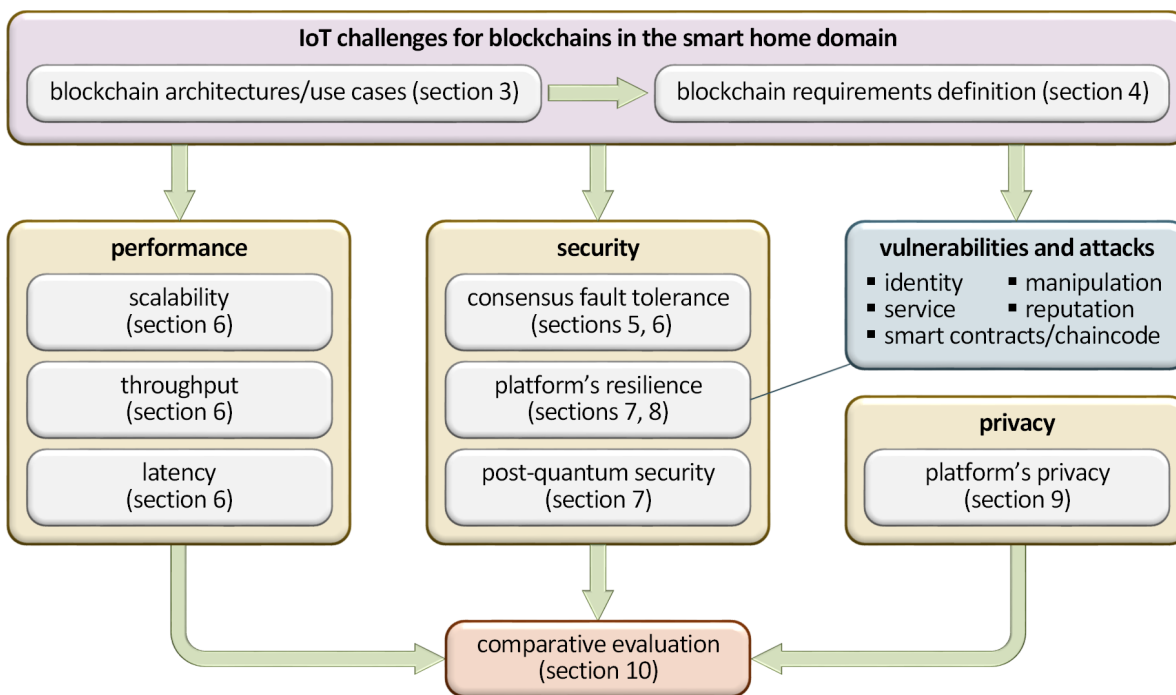 IoT challenges for blockchains in the smart home domain
blockchain architectures/use cases (section 3)
blockchain requirements definition (section 4)
performance
scalability
(section 6)
throughput
(section 6)
latency
(section 6)
security
consensus fault tolerance
(sections 5, 6)
platform’s resilience
(sections 7, 8)
post-quantum security
(section 7)
vulnerabilities and attacks
▪ identity ▪ manipulation
▪ service ▪ reputation
▪ smart contracts/chaincode
privacy
platform’s privacy
(section 9)
comparative evaluation
(section 10)